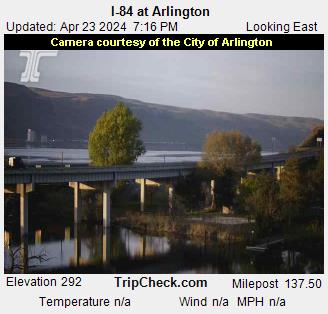 I-84 at Arlington
Updated: Apr 23 2024 7:16 PM Looking East
Camera courtesy of the City of Arlington
Elevation 292 TripCheck.com Milepost 137.50
Temperature n/a Wind n/a MPH n/a